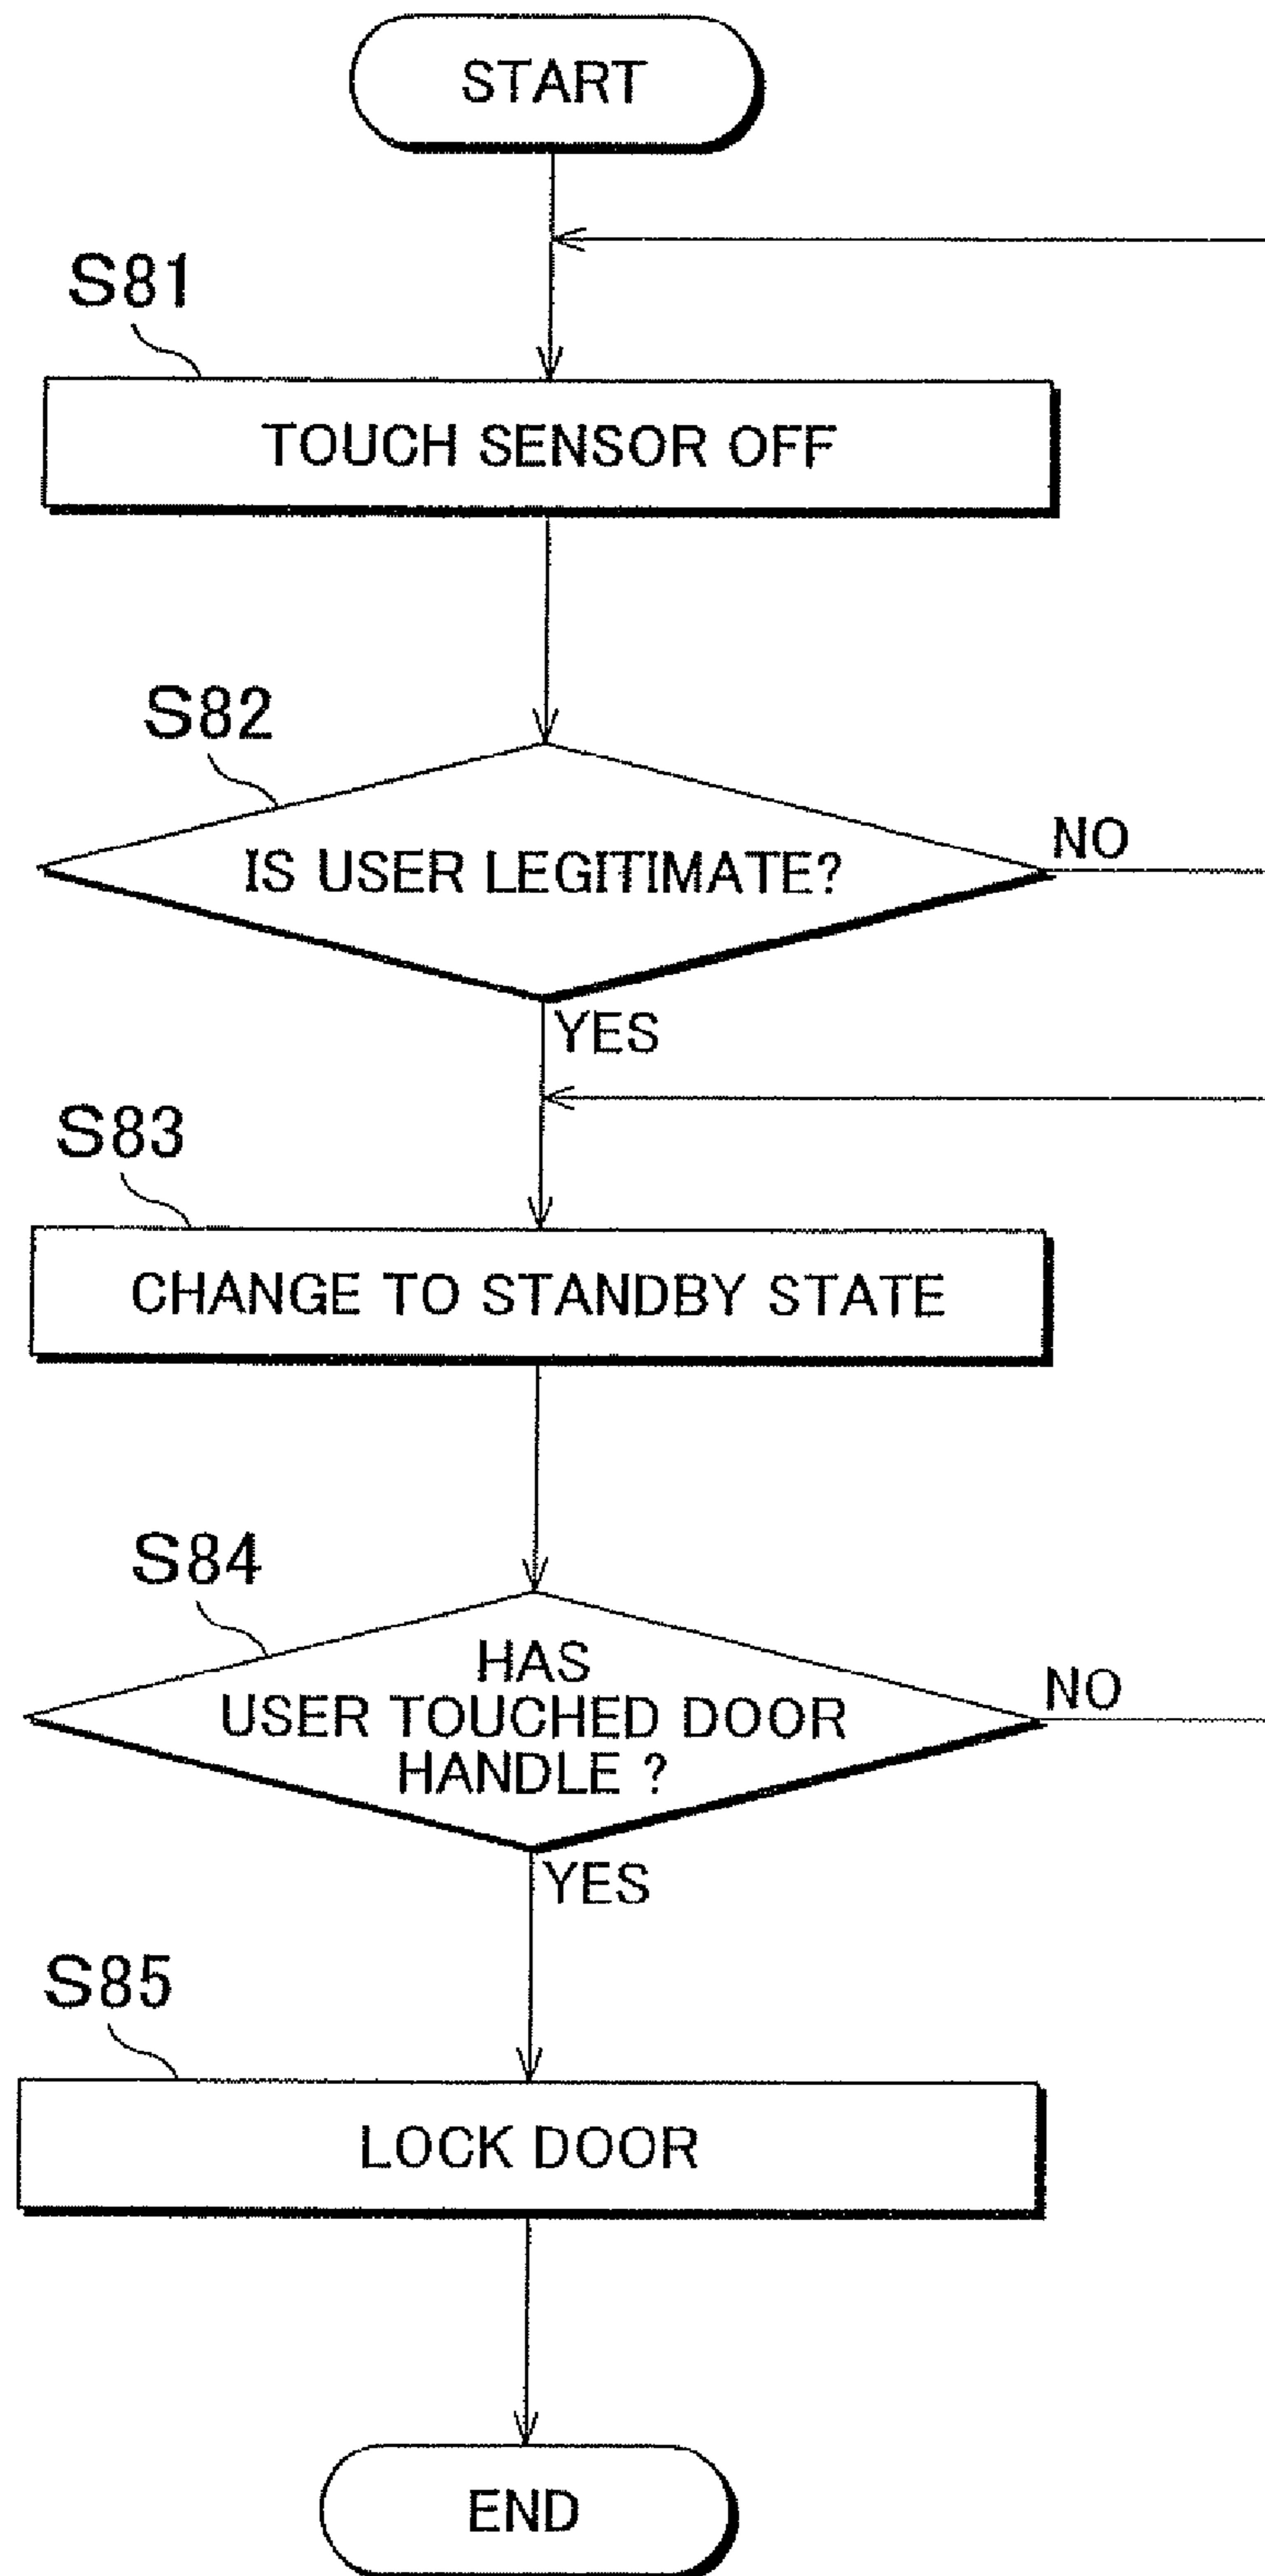 START
S81
TOUCH SENSOR OFF
S82
IS USER LEGITIMATE?
NO
YES
S83
CHANGE TO STANDBY STATE
S84
HAS
USER TOUCHED DOOR
HANDLE ?
NO
YES
S85
LOCK DOOR
END